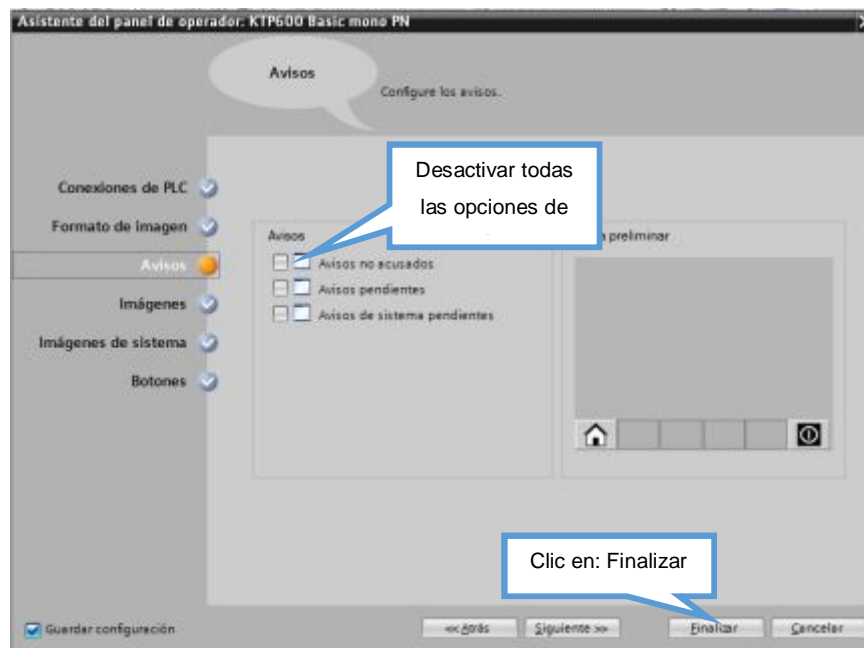 Asistente del panel de operador: KTP600 Basic mono PN
Avisos
Configure los avisos.
Desactivar todas
las opciones de
Conexiones de PLC
Formato de imagen
Avisos
Imágenes
Imágenes de sistema
Botones
Avisos
Avisos no acusados
Avisos pendientes
Avisos de sistema pendientes
preliminar
Clic en: Finalizar
Guardar configuración
<< Atrás
Siguiente >>
Finalizar
Cancelar